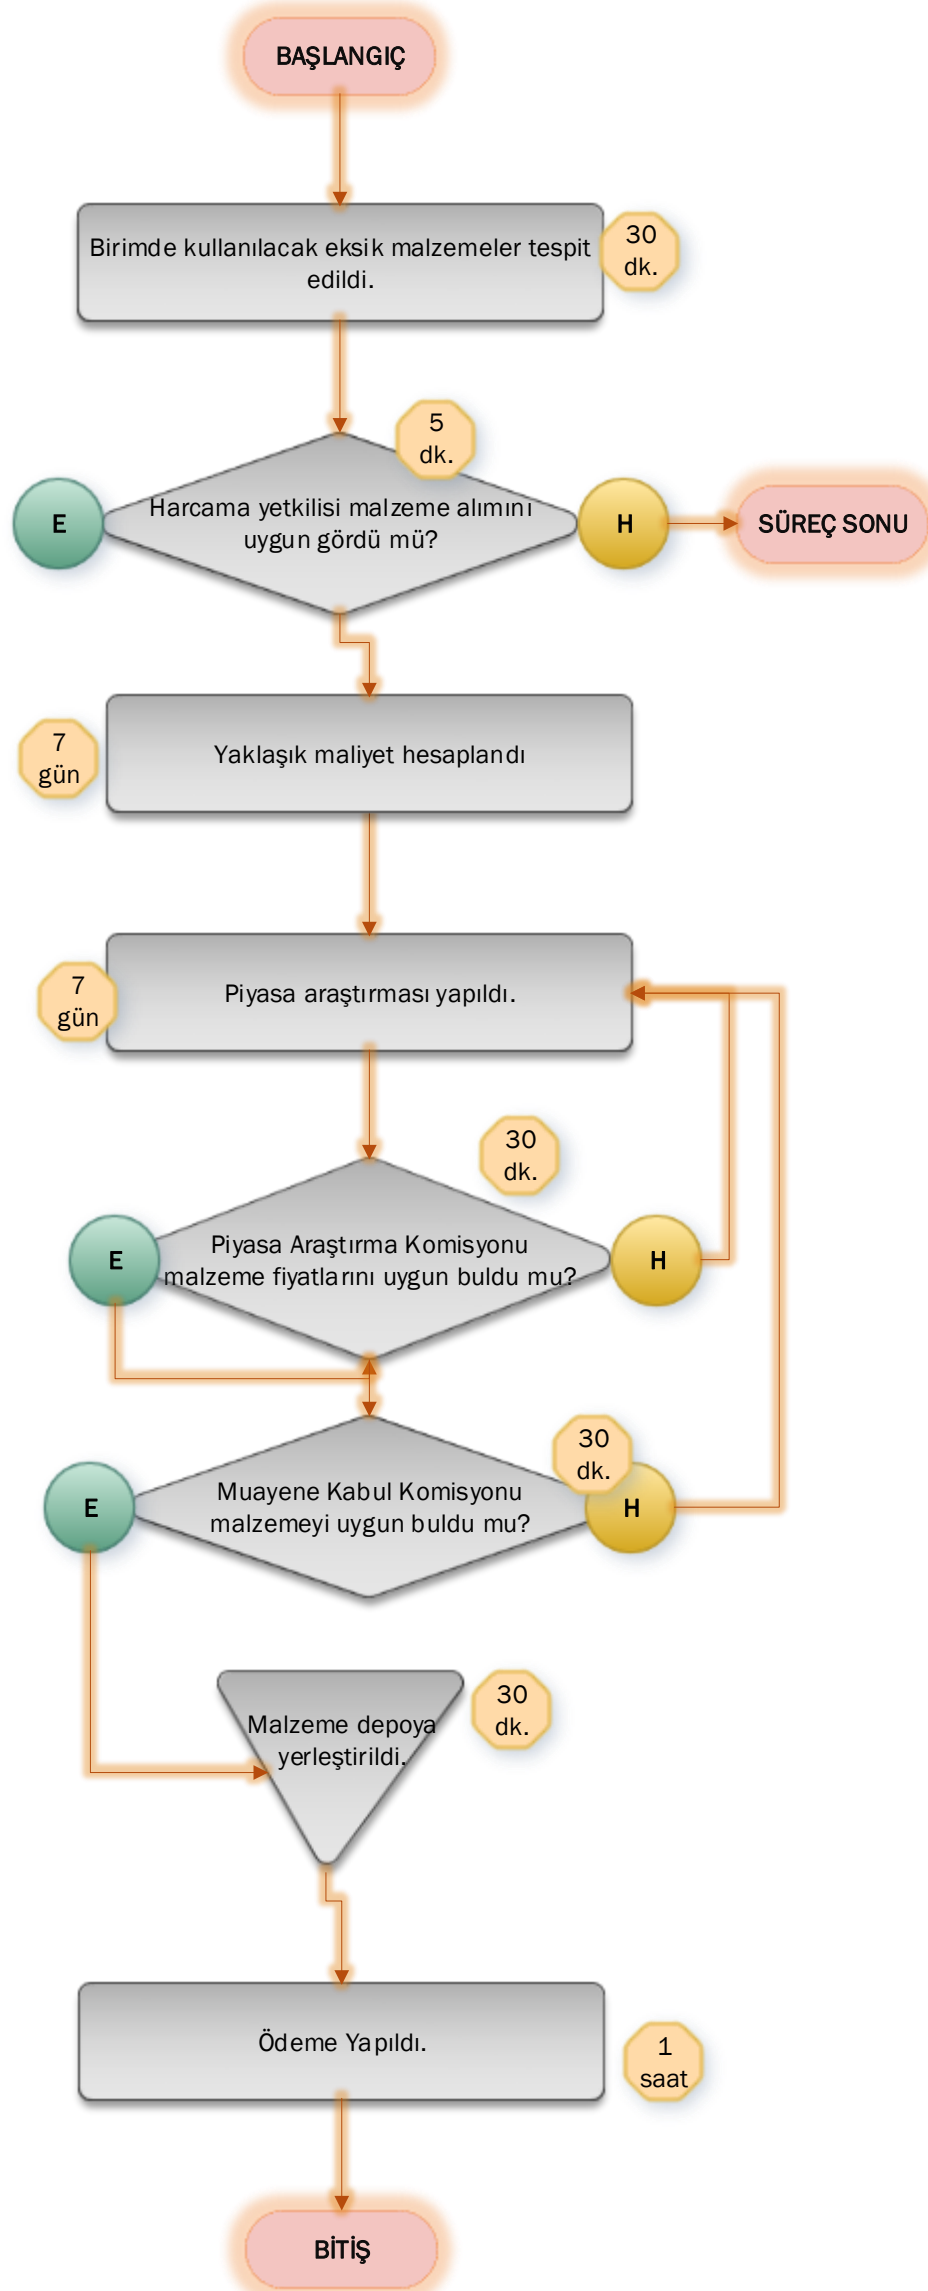 BAŞLANGIÇ
Birimde kullanılacak eksik malzemeler tespit
edildi.
30
dk.
5
dk.
E
Harcama yetkilisi malzeme alımını
uygun gördü mü?
H
SÜREÇ SONU
7
gün
Yaklaşık maliyet hesaplandı
7
gün
Piyasa araştırması yapıldı.
30
dk.
E
Piyasa Araştırma Komisyonu
malzeme fiyatlarını uygun buldu mu?
H
30
dk.
E
Muayene Kabul Komisyonu
malzemeyi uygun buldu mu?
H
Malzeme depoya
yerleştirildi.
30
dk.
Ödeme Yapıldı.
1
saat
BİTİŞ